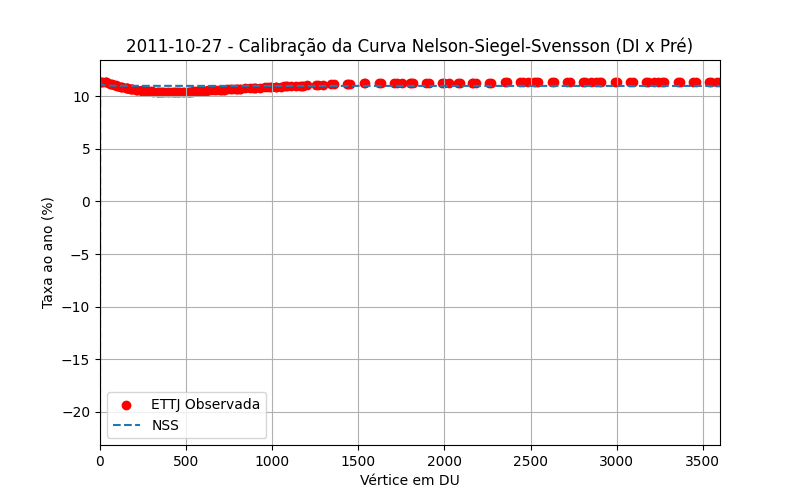 2011-10-27 - Calibração da Curva Nelson-Siegel-Svensson (DI x Pré)
Taxa ao ano (%)
10
5
0
−5
−10
−15
−20
ETTJ Observada
NSS
0 500 1000 1500 2000 2500 3000 3500
Vértice em DU